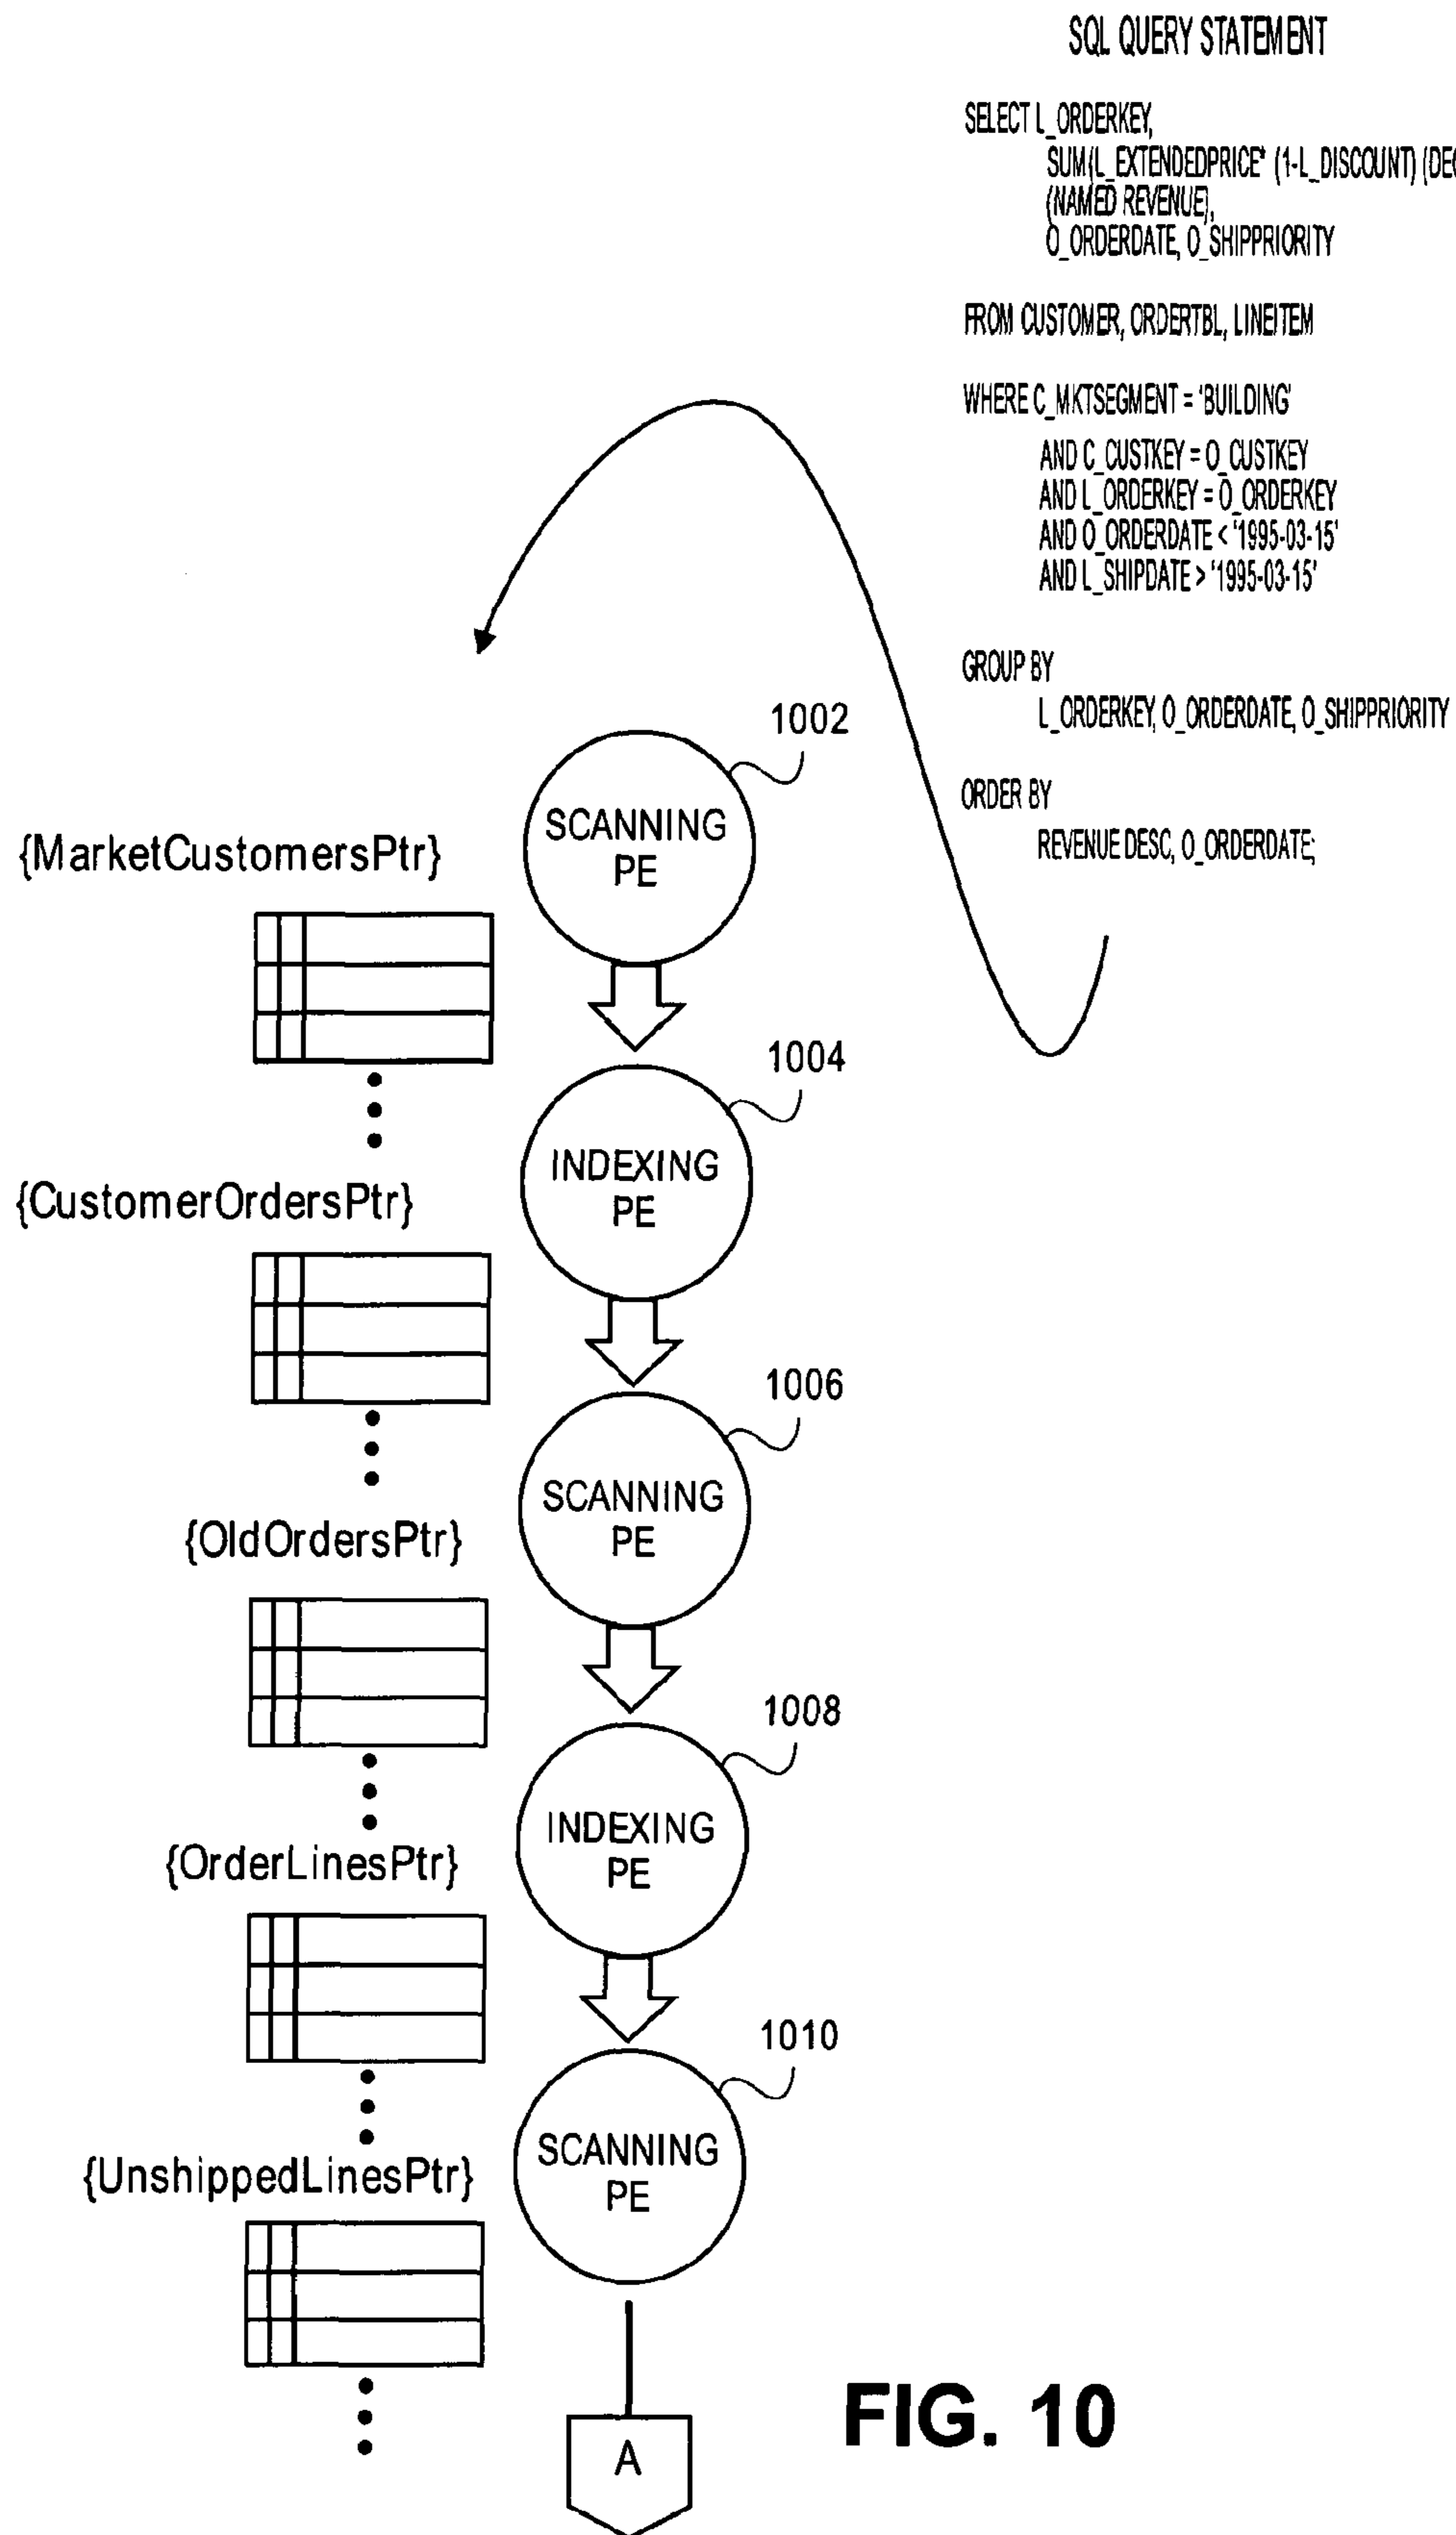 SQL QUERY STATEMENT
SELECT L_ORDERKEY,
SUM(L_EXTENDEDPRICE* (1-L_DISCOUNT) (DEC
(NAMED REVENUE),
O_ORDERDATE, O_SHIPPRIORITY
FROM CUSTOMER, ORDERTBL, LINEITEM
WHERE C_MKTSEGMENT = 'BUILDING'
AND C_CUSTKEY = O_CUSTKEY
AND L_ORDERKEY = O_ORDERKEY
AND O_ORDERDATE < '1995-03-15'
AND L_SHIPDATE > '1995-03-15'
GROUP BY
L_ORDERKEY, O_ORDERDATE, O_SHIPPRIORITY
ORDER BY
REVENUE DESC, O_ORDERDATE;
1002
SCANNING
PE
{MarketCustomersPtr}
1004
INDEXING
PE
{CustomerOrdersPtr}
1006
SCANNING
PE
{OldOrdersPtr}
1008
INDEXING
PE
{OrderLinesPtr}
1010
SCANNING
PE
{UnshippedLinesPtr}
A
FIG. 10